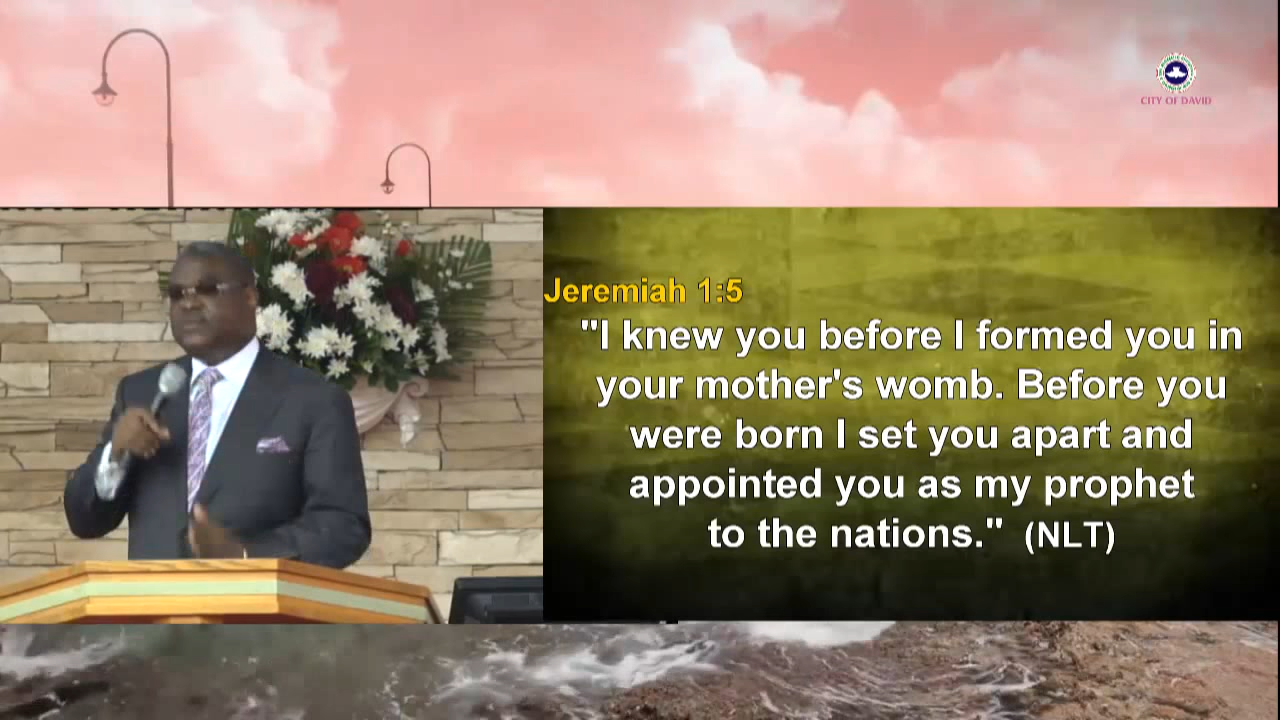 CITY OF DAVID
Jeremiah 1:5
"I knew you before I formed you in
your mother's womb. Before you
were born I set you apart and
appointed you as my prophet
to the nations." (NLT)